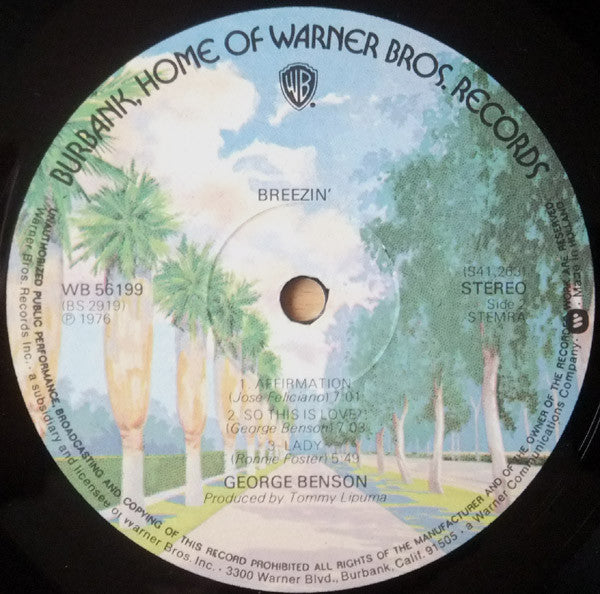 BURBANK, HOME OF WARNER BROS. RECORDS
WB
BREEZIN'
WB 56199
(BS 2919)
℗ 1976
(S41.263)
STEREO
Side 2
STEMRA
1. AFFIRMATION
(Jose Feliciano) 7:01
2. SO THIS IS LOVE?
(George Benson) 7:03
3. LADY
(Ronnie Foster) 5:49
GEORGE BENSON
Produced by Tommy Lipuma
UNAUTHORIZED PUBLIC PERFORMANCE BROADCASTING AND COPYING OF THIS RECORD PROHIBITED ALL RIGHTS OF THE MANUFACTURER AND OF THE OWNER OF THE RECORDED WORK ARE RESERVED
Warner Bros. Records Inc. · a subsidiary and licensee of Warner Bros. Inc. · 3300 Warner Blvd., Burbank, Calif. 91505 · a Warner Communications Company. Made in Holland